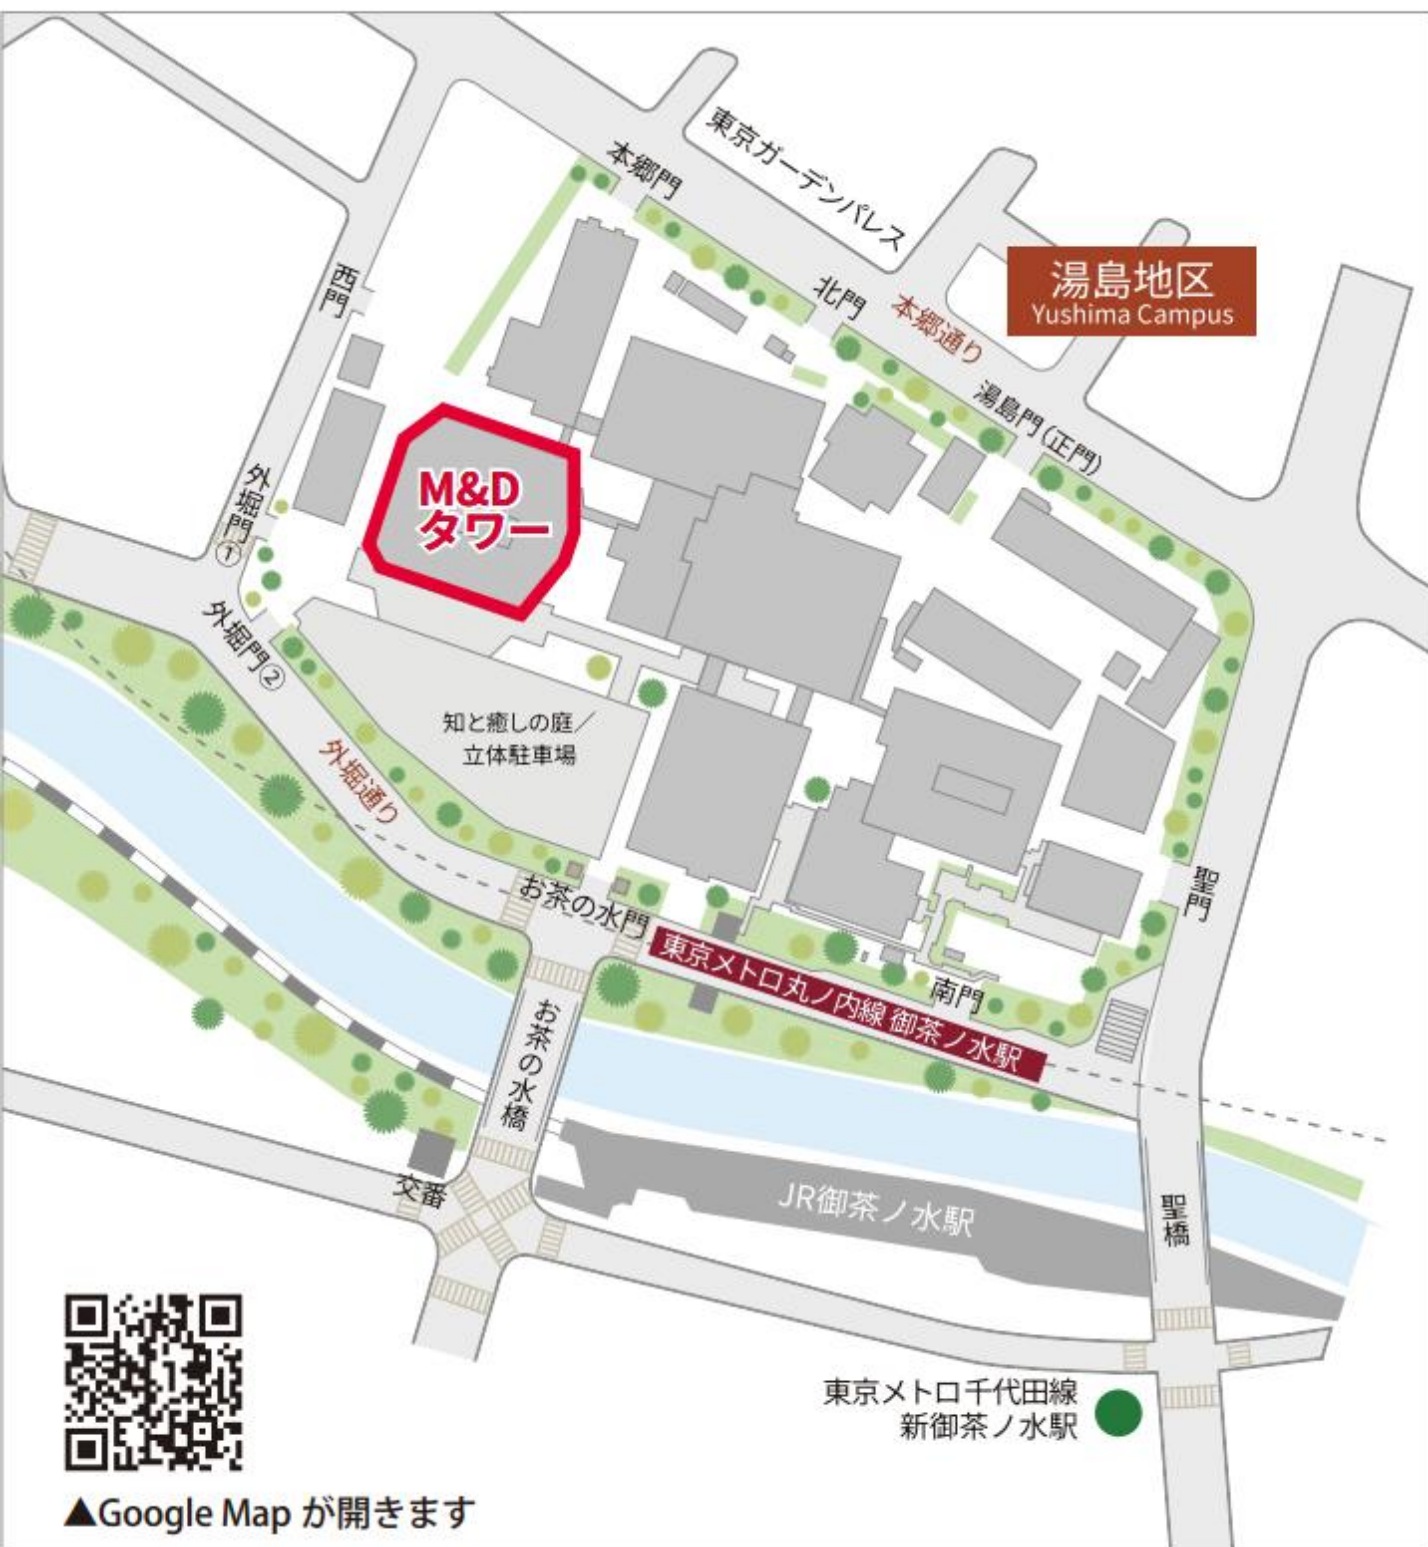 本郷門
東京ガーデンパレス
北門
本郷通り
湯島地区
Yushima Campus
西門
湯島門(正門)
M&D
タワー
外堀門①
外堀門②
外堀通り
知と癒しの庭/
立体駐車場
お茶の水門
聖門
東京メトロ丸ノ内線 御茶ノ水駅
南門
お茶の水橋
交番
JR御茶ノ水駅
聖橋
東京メトロ千代田線
新御茶ノ水駅
▲Google Map が開きます